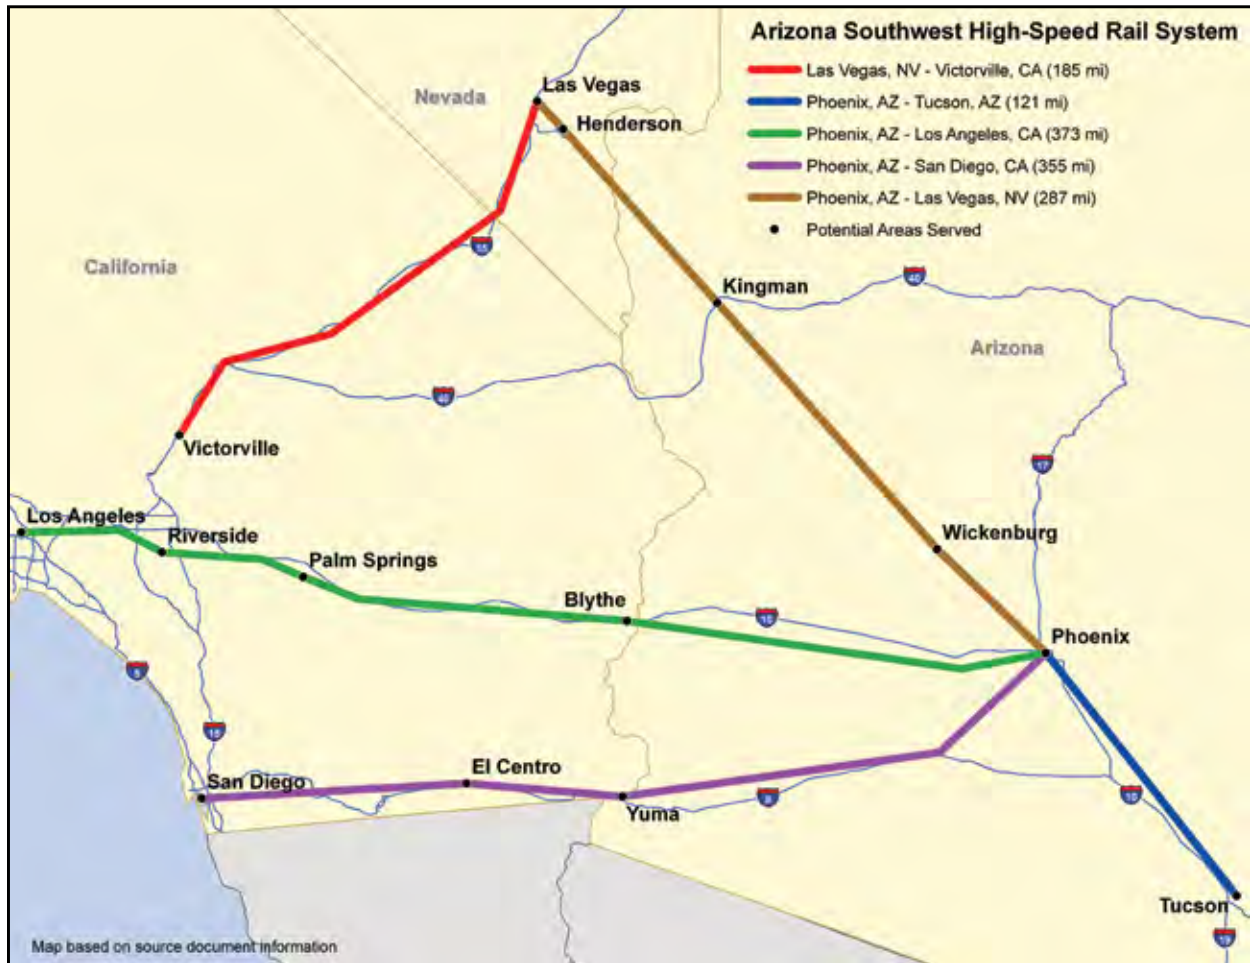 Arizona Southwest High-Speed Rail System
Las Vegas, NV - Victorville, CA (185 mi)
Phoenix, AZ - Tucson, AZ (121 mi)
Phoenix, AZ - Los Angeles, CA (373 mi)
Phoenix, AZ - San Diego, CA (355 mi)
Phoenix, AZ - Las Vegas, NV (287 mi)
Potential Areas Served
Las Vegas
Nevada
Henderson
15
California
40
Kingman
Arizona
40
Victorville
17
Los Angeles
Riverside
Wickenburg
Palm Springs
Blythe
10
Phoenix
5
15
El Centro
San Diego
Yuma
8
10
Tucson
19
Map based on source document information